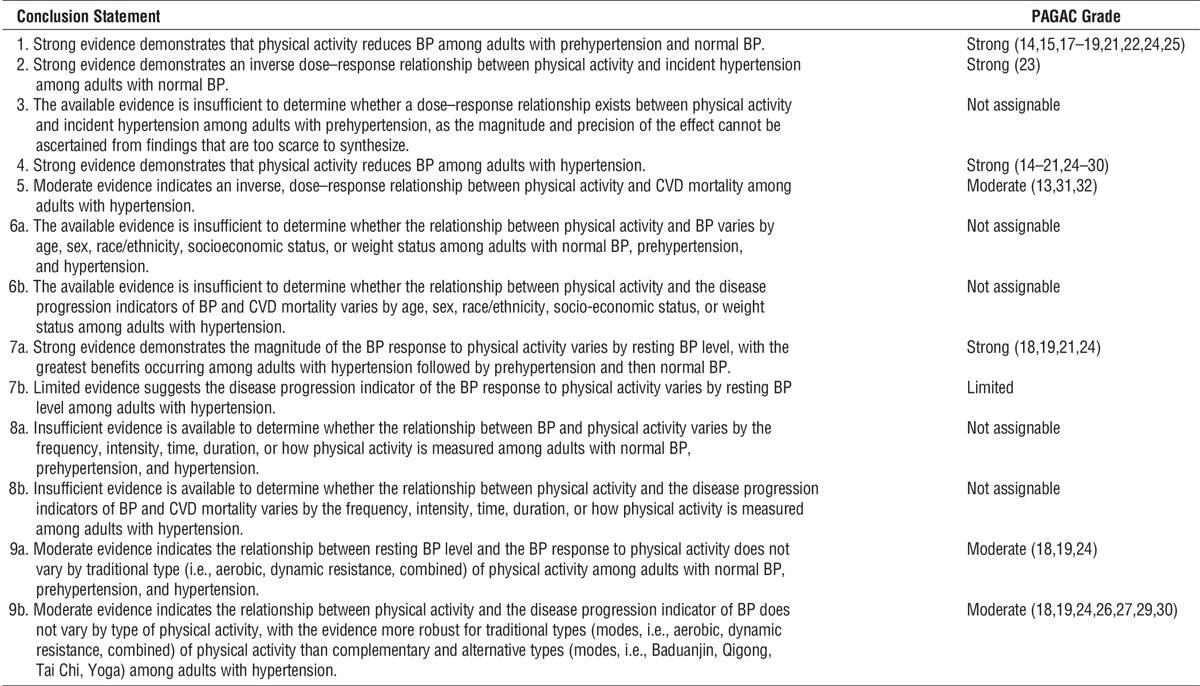 Conclusion Statement PAGAC Grade
1. Strong evidence demonstrates that physical activity reduces BP among adults with prehypertension and normal BP. Strong (14,15,17–19,21,22,24,25)
2. Strong evidence demonstrates an inverse dose–response relationship between physical activity and incident hypertension Strong (23)
among adults with normal BP.
3. The available evidence is insufficient to determine whether a dose–response relationship exists between physical activity Not assignable
and incident hypertension among adults with prehypertension, as the magnitude and precision of the effect cannot be
ascertained from findings that are too scarce to synthesize.
4. Strong evidence demonstrates that physical activity reduces BP among adults with hypertension. Strong (14–21,24–30)
5. Moderate evidence indicates an inverse, dose–response relationship between physical activity and CVD mortality among Moderate (13,31,32)
adults with hypertension.
6a. The available evidence is insufficient to determine whether the relationship between physical activity and BP varies by Not assignable
age, sex, race/ethnicity, socioeconomic status, or weight status among adults with normal BP, prehypertension,
and hypertension.
6b. The available evidence is insufficient to determine whether the relationship between physical activity and the disease Not assignable
progression indicators of BP and CVD mortality varies by age, sex, race/ethnicity, socio-economic status, or weight
status among adults with hypertension.
7a. Strong evidence demonstrates the magnitude of the BP response to physical activity varies by resting BP level, with the Strong (18,19,21,24)
greatest benefits occurring among adults with hypertension followed by prehypertension and then normal BP.
7b. Limited evidence suggests the disease progression indicator of the BP response to physical activity varies by resting BP Limited
level among adults with hypertension.
8a. Insufficient evidence is available to determine whether the relationship between BP and physical activity varies by the Not assignable
frequency, intensity, time, duration, or how physical activity is measured among adults with normal BP,
prehypertension, and hypertension.
8b. Insufficient evidence is available to determine whether the relationship between physical activity and the disease progression Not assignable
indicators of BP and CVD mortality varies by the frequency, intensity, time, duration, or how physical activity is measured
among adults with hypertension.
9a. Moderate evidence indicates the relationship between resting BP level and the BP response to physical activity does not Moderate (18,19,24)
vary by traditional type (i.e., aerobic, dynamic resistance, combined) of physical activity among adults with normal BP,
prehypertension, and hypertension.
9b. Moderate evidence indicates the relationship between physical activity and the disease progression indicator of BP does Moderate (18,19,24,26,27,29,30)
not vary by type of physical activity, with the evidence more robust for traditional types (modes, i.e., aerobic, dynamic
resistance, combined) of physical activity than complementary and alternative types (modes, i.e., Baduanjin, Qigong,
Tai Chi, Yoga) among adults with hypertension.